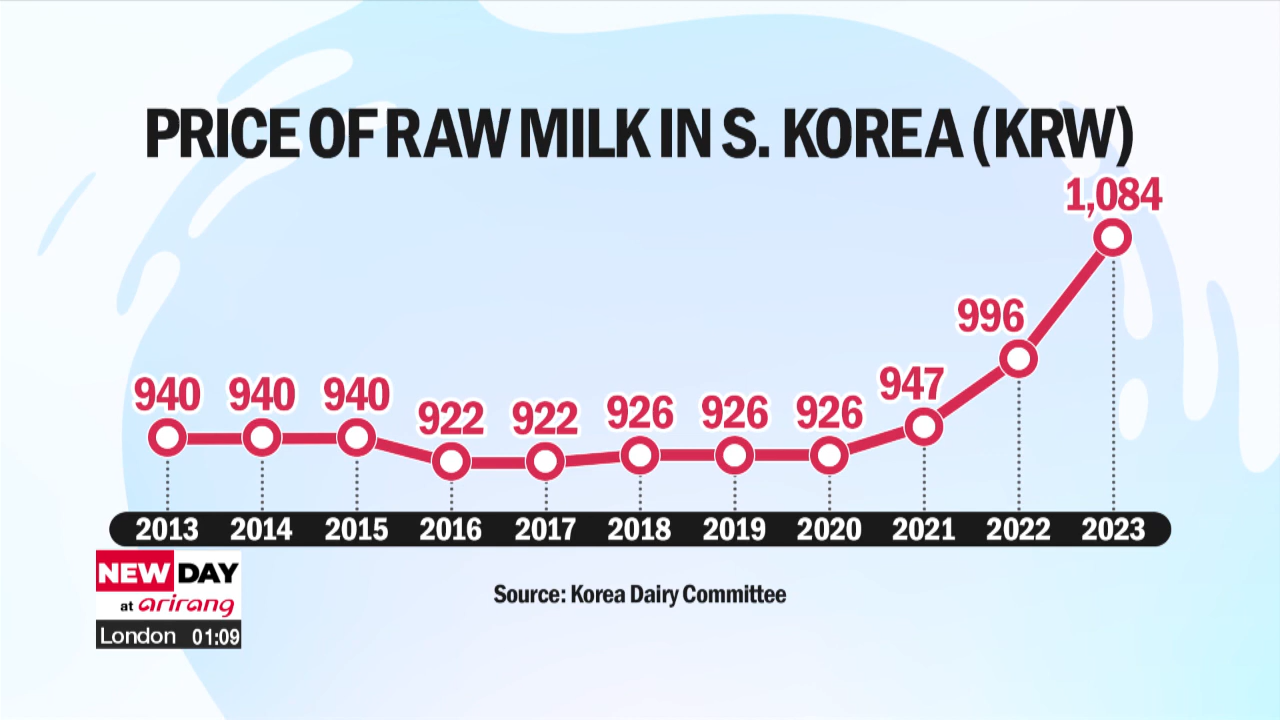 PRICE OF RAW MILK IN S. KOREA (KRW)
1,084
996
947
940 940 940 922 922 926 926 926
2013 2014 2015 2016 2017 2018 2019 2020 2021 2022 2023
NEW DAY
at arirang
London 01:09
Source: Korea Dairy Committee